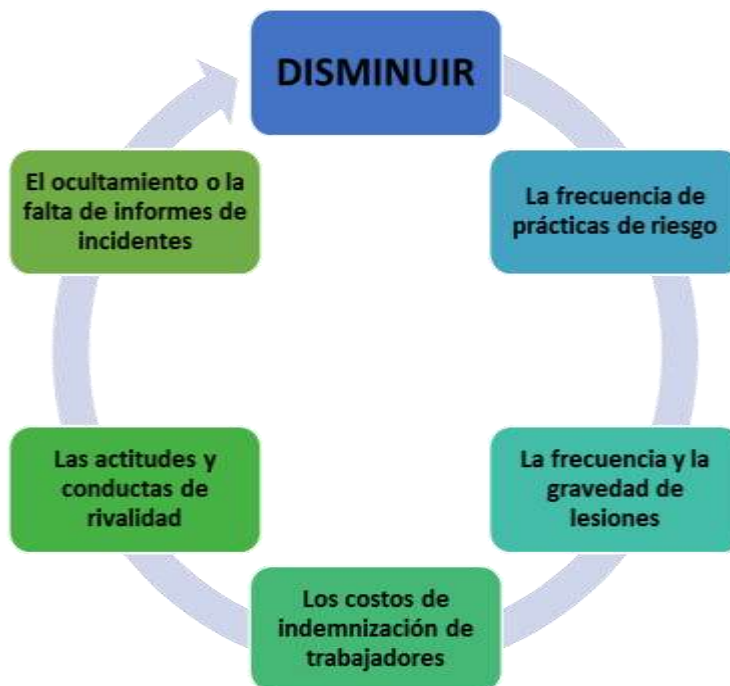 DISMINUIR
La frecuencia de
prácticas de riesgo
La frecuencia y la
gravedad de
lesiones
Los costos de
indemnización de
trabajadores
Las actitudes y
conductas de
rivalidad
El ocultamiento o la
falta de informes de
incidentes